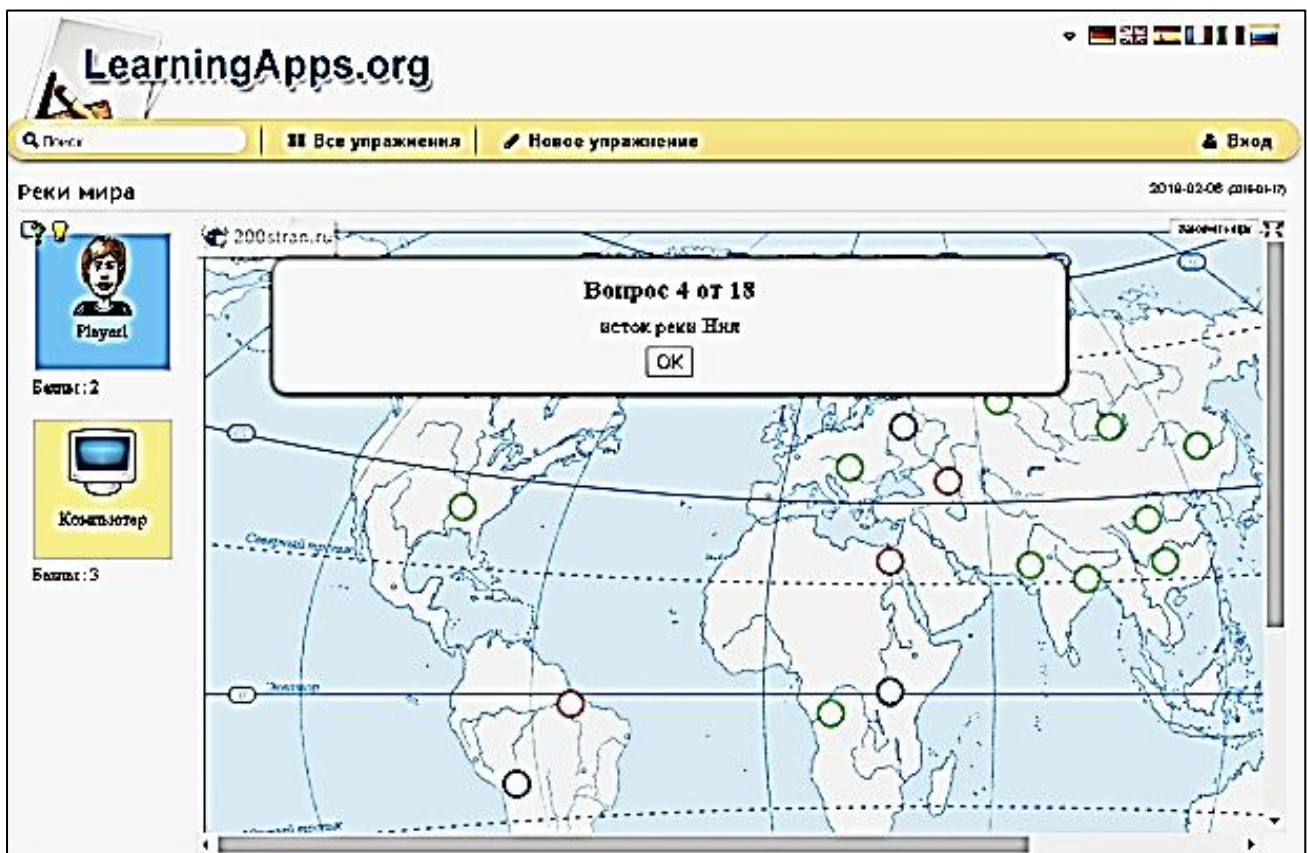 LearningApps.org
Поиск
Все упражнения
Новое упражнение
Вход
Реки мира
2019-02-06
200stran.ru
Вопрос 4 от 18
исток реки Нил
OK
Player1
Баллы: 2
Компьютер
Баллы: 3
Северный тропик
Экватор